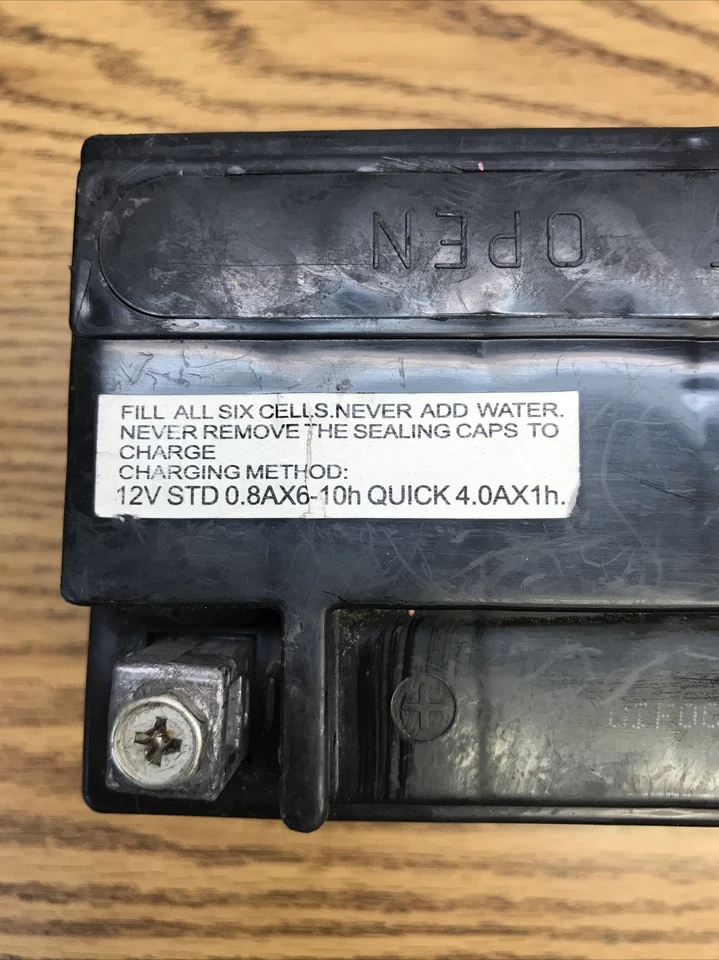 OPEN
FILL ALL SIX CELLS.NEVER ADD WATER.
NEVER REMOVE THE SEALING CAPS TO
CHARGE
CHARGING METHOD:
12V STD 0.8AX6-10h QUICK 4.0AX1h.
+